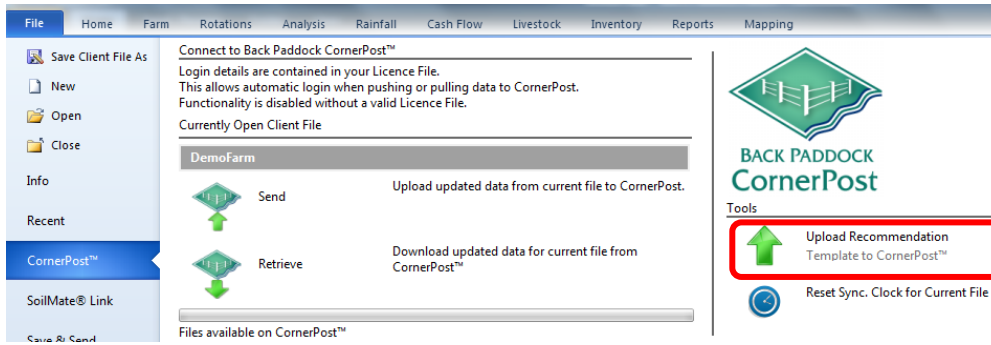 File Home Farm Rotations Analysis Rainfall Cash Flow Livestock Inventory Reports Mapping
Save Client File As
New
Open
Close
Info
Recent
CornerPost™
SoilMate® Link
Save & Send
Connect to Back Paddock CornerPost™
Login details are contained in your Licence File.
This allows automatic login when pushing or pulling data to CornerPost.
Functionality is disabled without a valid Licence File.
Currently Open Client File
DemoFarm
Send
Upload updated data from current file to CornerPost.
Retrieve
Download updated data for current file from
CornerPost™
Files available on CornerPost™
BACK PADDOCK
CornerPost
Tools
Upload Recommendation
Template to CornerPost™
Reset Sync. Clock for Current File